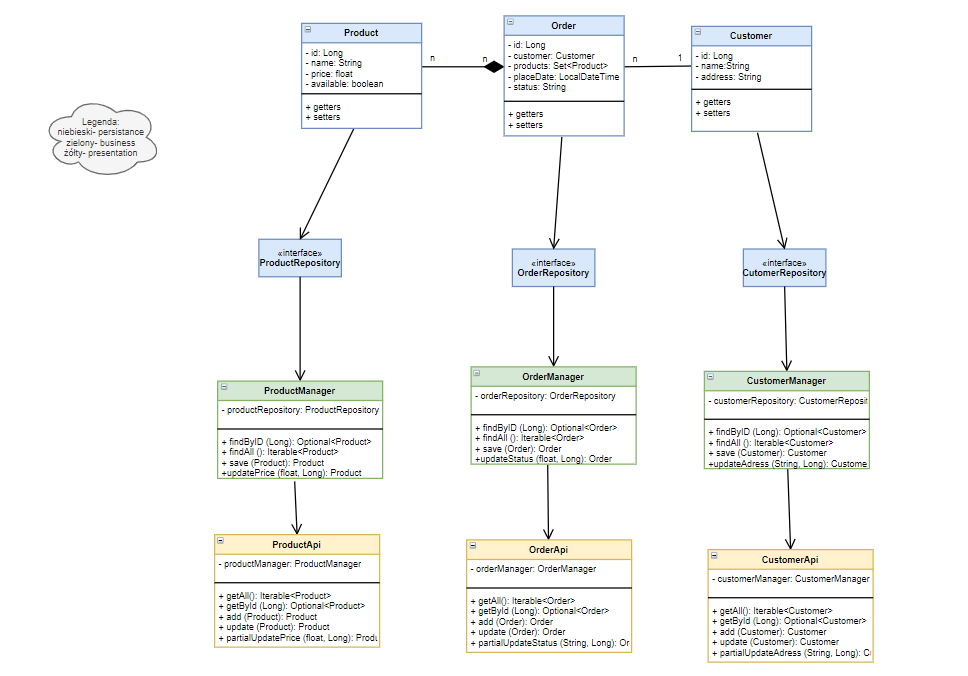 Product
- id: Long
- name: String
- price: float
- available: boolean
+ getters
+ setters
n
n
Order
- id: Long
- customer: Customer
- products: Set<Product>
- placeDate: LocalDateTime
- status: String
+ getters
+ setters
n
1
Customer
- id: Long
- name:String
- address: String
+ getters
+ setters
Legenda:
niebieski- persistance
zielony- business
żółty- presentation
«interface»
ProductRepository
«interface»
OrderRepository
«interface»
CutomerRepository
ProductManager
- productRepository: ProductRepository
+ findByID (Long): Optional<Product>
+ findAll (): Iterable<Product>
+ save (Product): Product
+updatePrice (float, Long): Product
OrderManager
- orderRepository: OrderRepository
+ findByID (Long): Optional<Order>
+ findAll (): Iterable<Order>
+ save (Order): Order
+updateStatus (float, Long): Order
CustomerManager
- customerRepository: CustomerReposit
+ findByID (Long): Optional<Customer>
+ findAll (): Iterable<Customer>
+ save (Customer): Customer
+updateAdress (String, Long): Custome
ProductApi
- productManager: ProductManager
+ getAll(): Iterable<Product>
+ getById (Long): Optional<Product>
+ add (Product): Product
+ update (Product): Product
+ partialUpdatePrice (float, Long): Produ
OrderApi
- orderManager: OrderManager
+ getAll(): Iterable<Order>
+ getById (Long): Optional<Order>
+ add (Order): Order
+ update (Order): Order
+ partialUpdateStatus (String, Long): Or
CustomerApi
- customerManager: CustomerManager
+ getAll(): Iterable<Customer>
+ getById (Long): Optional<Customer>
+ add (Customer): Customer
+ update (Customer): Customer
+ partialUpdateAdress (String, Long): C